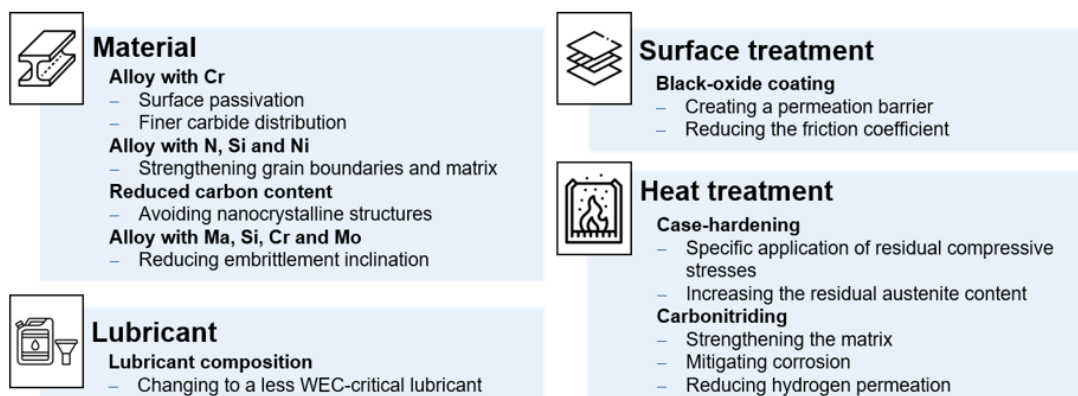 Material
Alloy with Cr
– Surface passivation
– Finer carbide distribution
Alloy with N, Si and Ni
– Strengthening grain boundaries and matrix
Reduced carbon content
– Avoiding nanocrystalline structures
Alloy with Ma, Si, Cr and Mo
– Reducing embrittlement inclination
Lubricant
Lubricant composition
– Changing to a less WEC-critical lubricant
Surface treatment
Black-oxide coating
– Creating a permeation barrier
– Reducing the friction coefficient
Heat treatment
Case-hardening
– Specific application of residual compressive
stresses
– Increasing the residual austenite content
Carbonitriding
– Strengthening the matrix
– Mitigating corrosion
– Reducing hydrogen permeation